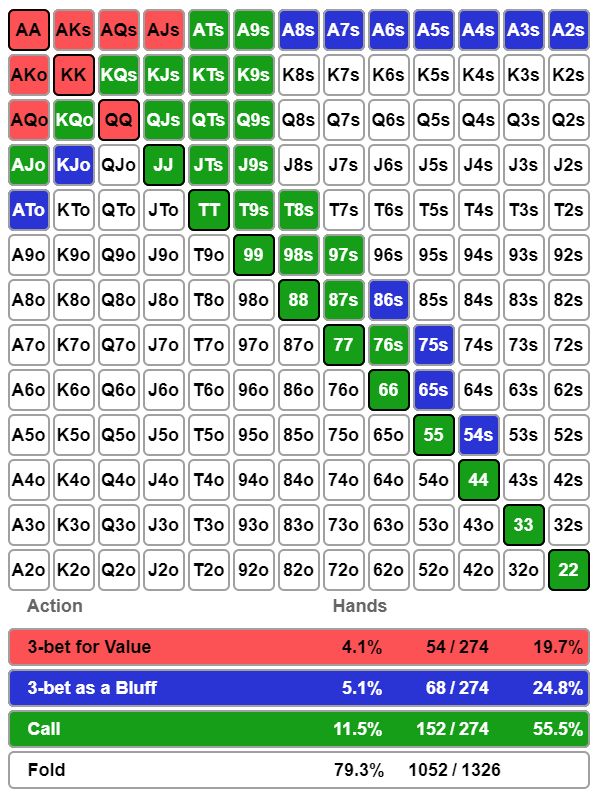 AA AKs AQs AJs ATs A9s A8s A7s A6s A5s A4s A3s A2s
AKo KK KQs KJs KTs K9s K8s K7s K6s K5s K4s K3s K2s
AQo KQo QQ QJs QTs Q9s Q8s Q7s Q6s Q5s Q4s Q3s Q2s
AJo KJo QJo JJ JTs J9s J8s J7s J6s J5s J4s J3s J2s
ATo KTo QTo JTo TT T9s T8s T7s T6s T5s T4s T3s T2s
A9o K9o Q9o J9o T9o 99 98s 97s 96s 95s 94s 93s 92s
A8o K8o Q8o J8o T8o 98o 88 87s 86s 85s 84s 83s 82s
A7o K7o Q7o J7o T7o 97o 87o 77 76s 75s 74s 73s 72s
A6o K6o Q6o J6o T6o 96o 86o 76o 66 65s 64s 63s 62s
A5o K5o Q5o J5o T5o 95o 85o 75o 65o 55 54s 53s 52s
A4o K4o Q4o J4o T4o 94o 84o 74o 64o 54o 44 43s 42s
A3o K3o Q3o J3o T3o 93o 83o 73o 63o 53o 43o 33 32s
A2o K2o Q2o J2o T2o 92o 82o 72o 62o 52o 42o 32o 22
Action Hands
3-bet for Value 4.1% 54 / 274 19.7%
3-bet as a Bluff 5.1% 68 / 274 24.8%
Call 11.5% 152 / 274 55.5%
Fold 79.3% 1052 / 1326